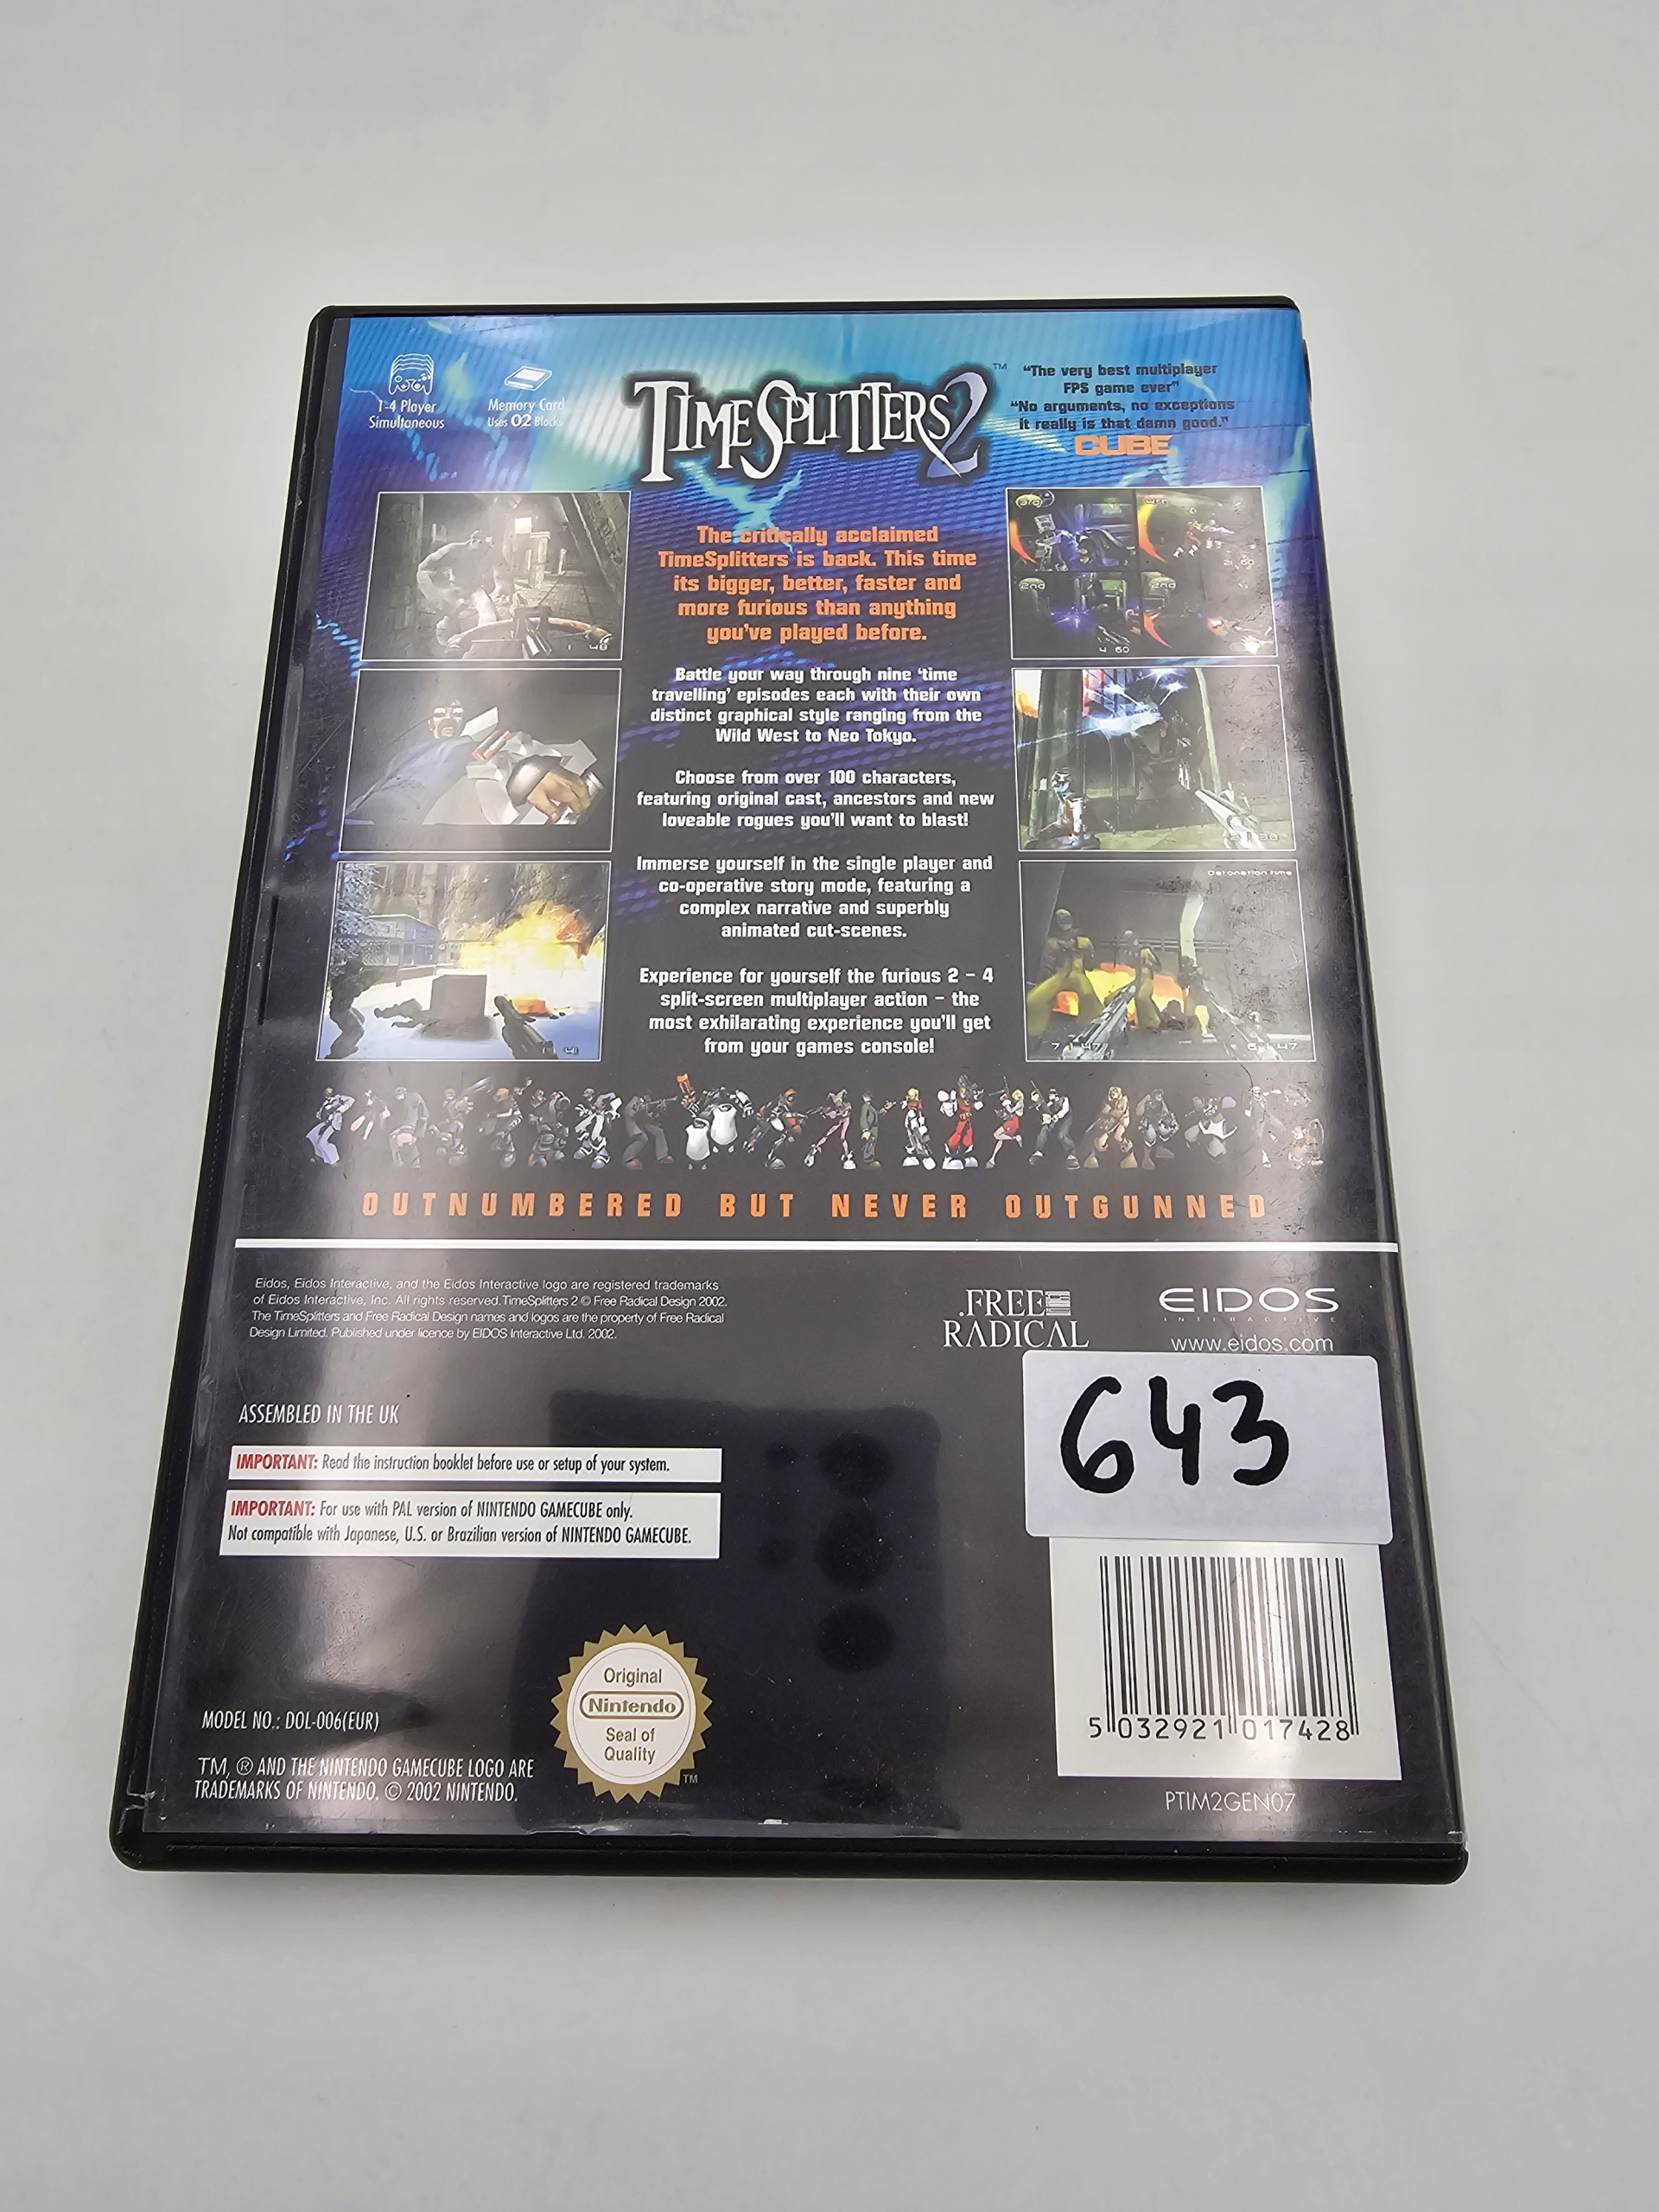 1-4 Player
Simultaneous
Memory Card
Uses 02 Blocks
TIMESPLITTERS 2™
“The very best multiplayer
FPS game ever”
“No arguments, no exceptions
it really is that damn good.”
CUBE
The critically acclaimed
TimeSplitters is back. This time
its bigger, better, faster and
more furious than anything
you've played before.
Battle your way through nine ‘time
travelling’ episodes each with their own
distinct graphical style ranging from the
Wild West to Neo Tokyo.
Choose from over 100 characters,
featuring original cast, ancestors and new
loveable rogues you'll want to blast!
Immerse yourself in the single player and
co-operative story mode, featuring a
complex narrative and superbly
animated cut-scenes.
Experience for yourself the furious 2 – 4
split-screen multiplayer action – the
most exhilarating experience you'll get
from your games console!
3rd
2nd
2nd
4 60
Detonation time
OUTNUMBERED BUT NEVER OUTGUNNED
Eidos, Eidos Interactive, and the Eidos Interactive logo are registered trademarks
of Eidos Interactive, Inc. All rights reserved. TimeSplitters 2 © Free Radical Design 2002.
The TimeSplitters and Free Radical Design names and logos are the property of Free Radical
Design Limited. Published under licence by EIDOS Interactive Ltd. 2002.
FREE
RADICAL
EIDOS
INTERACTIVE
www.eidos.com
643
ASSEMBLED IN THE UK
IMPORTANT: Read the instruction booklet before use or setup of your system.
IMPORTANT: For use with PAL version of NINTENDO GAMECUBE only.
Not compatible with Japanese, U.S. or Brazilian version of NINTENDO GAMECUBE.
Original
Nintendo
Seal of
Quality
TM
MODEL NO.: DOL-006(EUR)
TM, ® AND THE NINTENDO GAMECUBE LOGO ARE
TRADEMARKS OF NINTENDO. © 2002 NINTENDO.
5 032921 017428
PTIM2GEN07